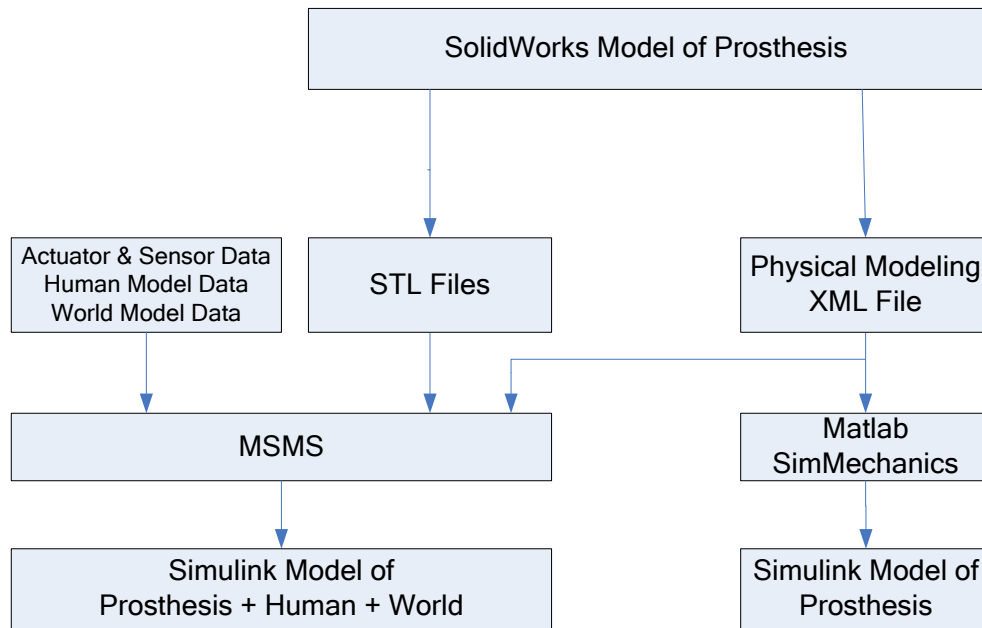 SolidWorks Model of Prosthesis
Actuator & Sensor Data
Human Model Data
World Model Data
STL Files
Physical Modeling
XML File
MSMS
Matlab
SimMechanics
Simulink Model of
Prosthesis + Human + World
Simulink Model of
Prosthesis